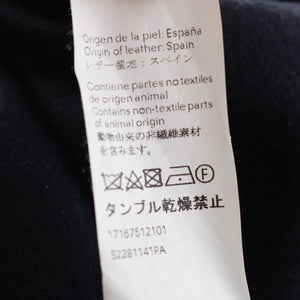 Origen de la piel: España
Origin of leather: Spain
レザー産地：スペイン
Contiene partes no textiles
de origen animal
Contains non-textile parts
of animal origin
動物由来の非繊維素材
を含みます。
F
タンブル乾燥禁止
17167512101
S2281141PA